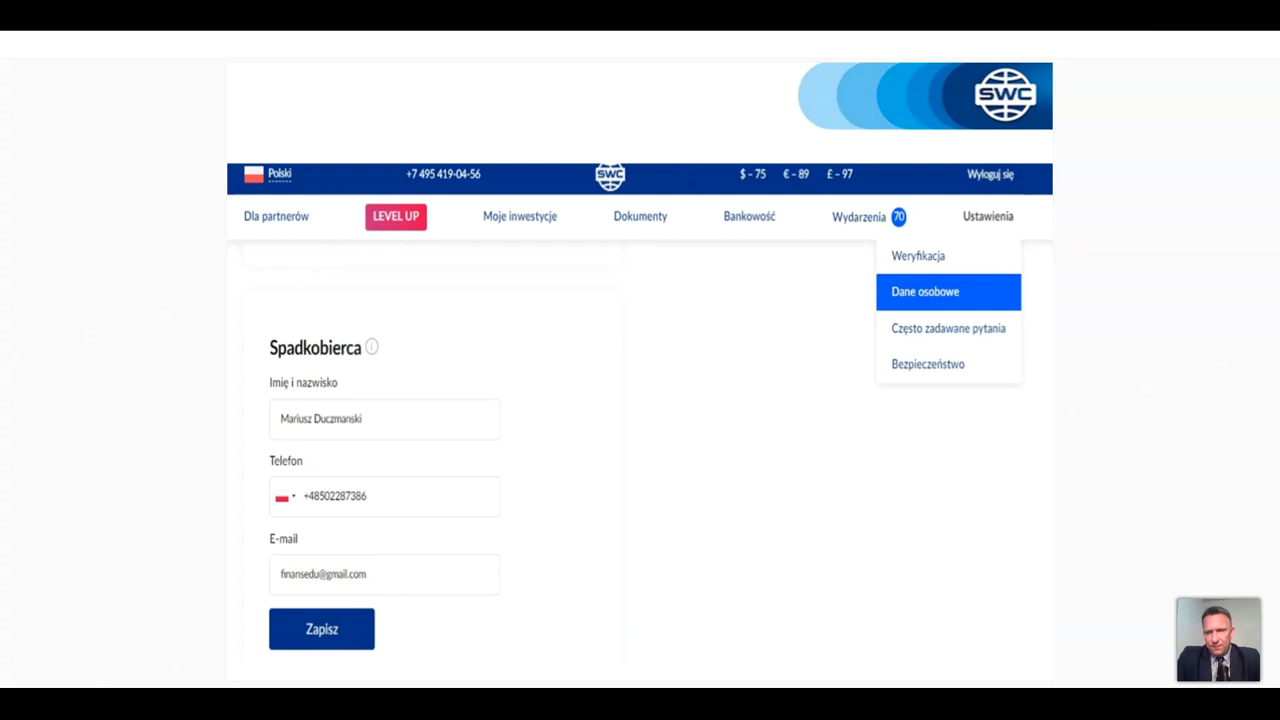 SWC
Polski
+7 495 419-04-56
SWC
$ – 75 € – 89 £ – 97
Wyloguj się
Dla partnerów
LEVEL UP
Moje inwestycje
Dokumenty
Bankowość
Wydarzenia 70
Ustawienia
Weryfikacja
Dane osobowe
Często zadawane pytania
Bezpieczeństwo
Spadkobierca
Imię i nazwisko
Mariusz Duczmanski
Telefon
+48502287386
E-mail
finansedu@gmail.com
Zapisz